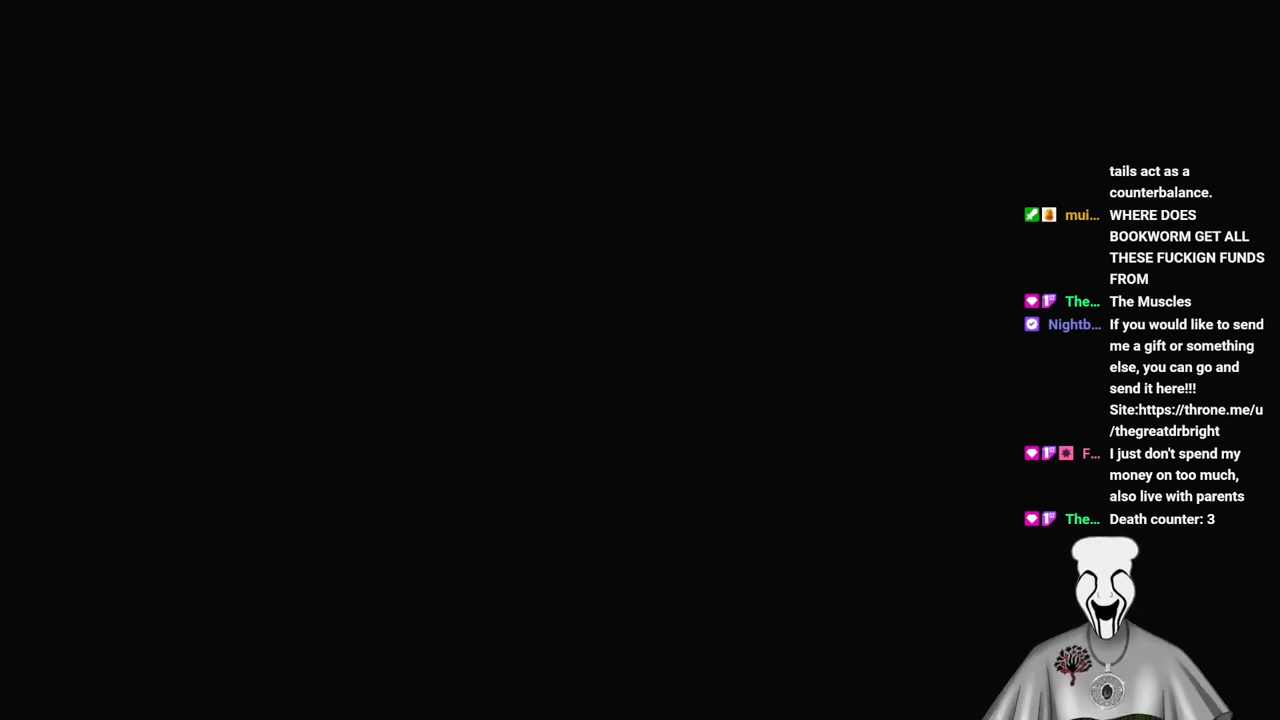 tails act as a
counterbalance.
mui... WHERE DOES
BOOKWORM GET ALL
THESE FUCKIGN FUNDS
FROM
The... The Muscles
Nightb... If you would like to send
me a gift or something
else, you can go and
send it here!!!
Site:https://throne.me/u
/thegreatdrbright
F... I just don't spend my
money on too much,
also live with parents
The... Death counter: 3